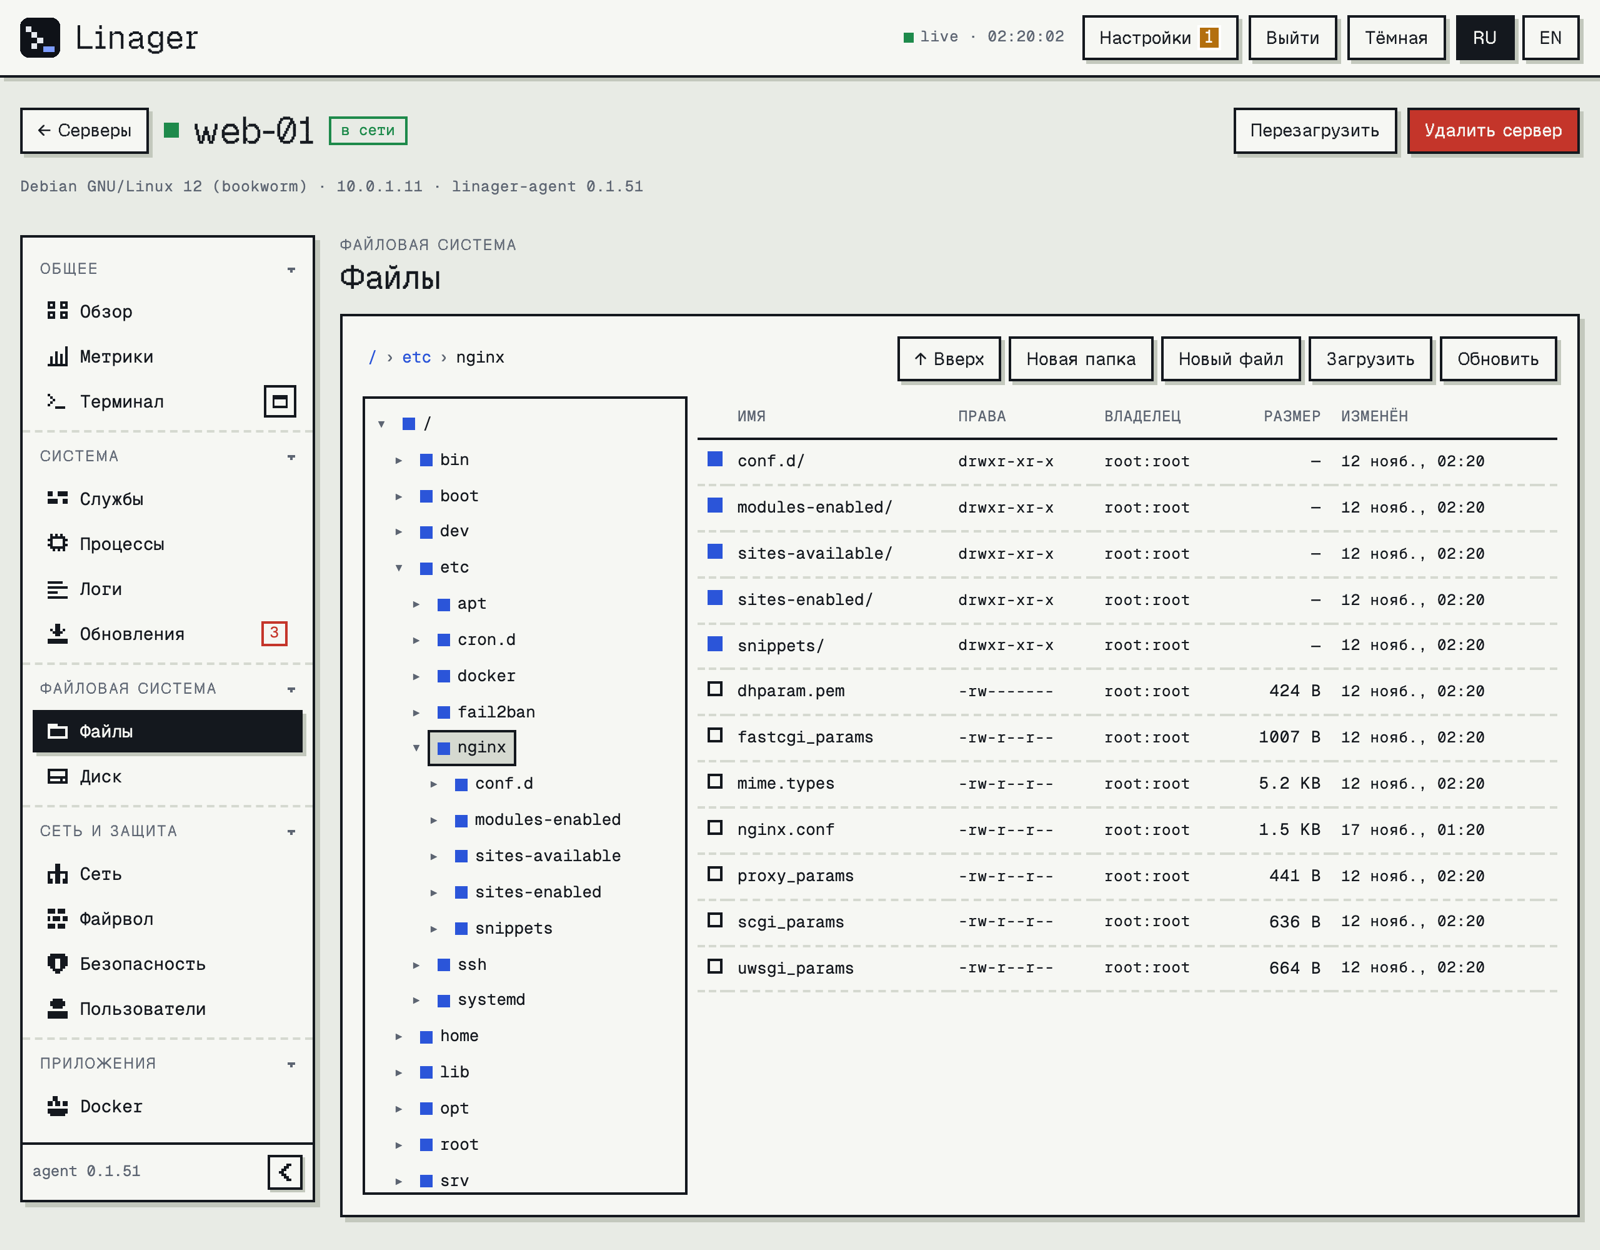 Linager
live · 02:20:02
Настройки 1
Выйти
Тёмная
RU
EN
← Серверы
web-01
в сети
Перезагрузить
Удалить сервер
Debian GNU/Linux 12 (bookworm) · 10.0.1.11 · linager-agent 0.1.51
ОБЩЕЕ
Обзор
Метрики
Терминал
СИСТЕМА
Службы
Процессы
Логи
Обновления 3
ФАЙЛОВАЯ СИСТЕМА
Файлы
Диск
СЕТЬ И ЗАЩИТА
Сеть
Файрвол
Безопасность
Пользователи
ПРИЛОЖЕНИЯ
Docker
agent 0.1.51
ФАЙЛОВАЯ СИСТЕМА
Файлы
/ › etc › nginx
↑ Вверх
Новая папка
Новый файл
Загрузить
Обновить
/
bin
boot
dev
etc
apt
cron.d
docker
fail2ban
nginx
conf.d
modules-enabled
sites-available
sites-enabled
snippets
ssh
systemd
home
lib
opt
root
srv
ИМЯ ПРАВА ВЛАДЕЛЕЦ РАЗМЕР ИЗМЕНЁН
conf.d/ drwxr-xr-x root:root — 12 нояб., 02:20
modules-enabled/ drwxr-xr-x root:root — 12 нояб., 02:20
sites-available/ drwxr-xr-x root:root — 12 нояб., 02:20
sites-enabled/ drwxr-xr-x root:root — 12 нояб., 02:20
snippets/ drwxr-xr-x root:root — 12 нояб., 02:20
dhparam.pem -rw------- root:root 424 B 12 нояб., 02:20
fastcgi_params -rw-r--r-- root:root 1007 B 12 нояб., 02:20
mime.types -rw-r--r-- root:root 5.2 KB 12 нояб., 02:20
nginx.conf -rw-r--r-- root:root 1.5 KB 17 нояб., 01:20
proxy_params -rw-r--r-- root:root 441 B 12 нояб., 02:20
scgi_params -rw-r--r-- root:root 636 B 12 нояб., 02:20
uwsgi_params -rw-r--r-- root:root 664 B 12 нояб., 02:20